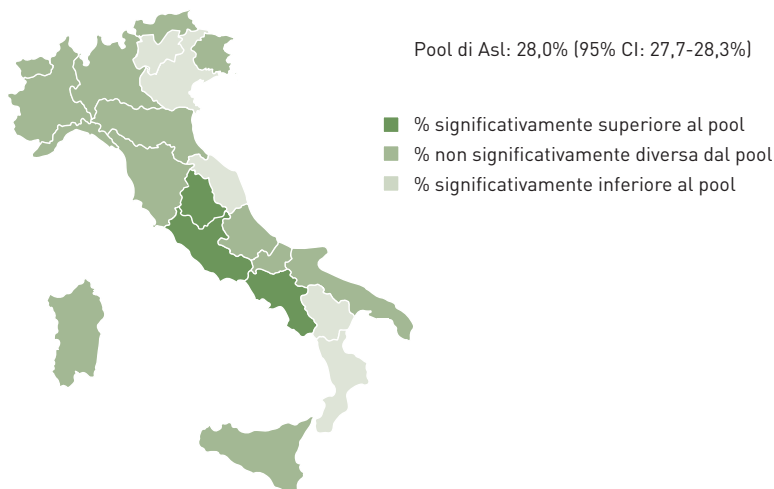 Pool di Asl: 28,0% (95% CI: 27,7-28,3%)
% significativamente superiore al pool
% non significativamente diversa dal pool
% significativamente inferiore al pool